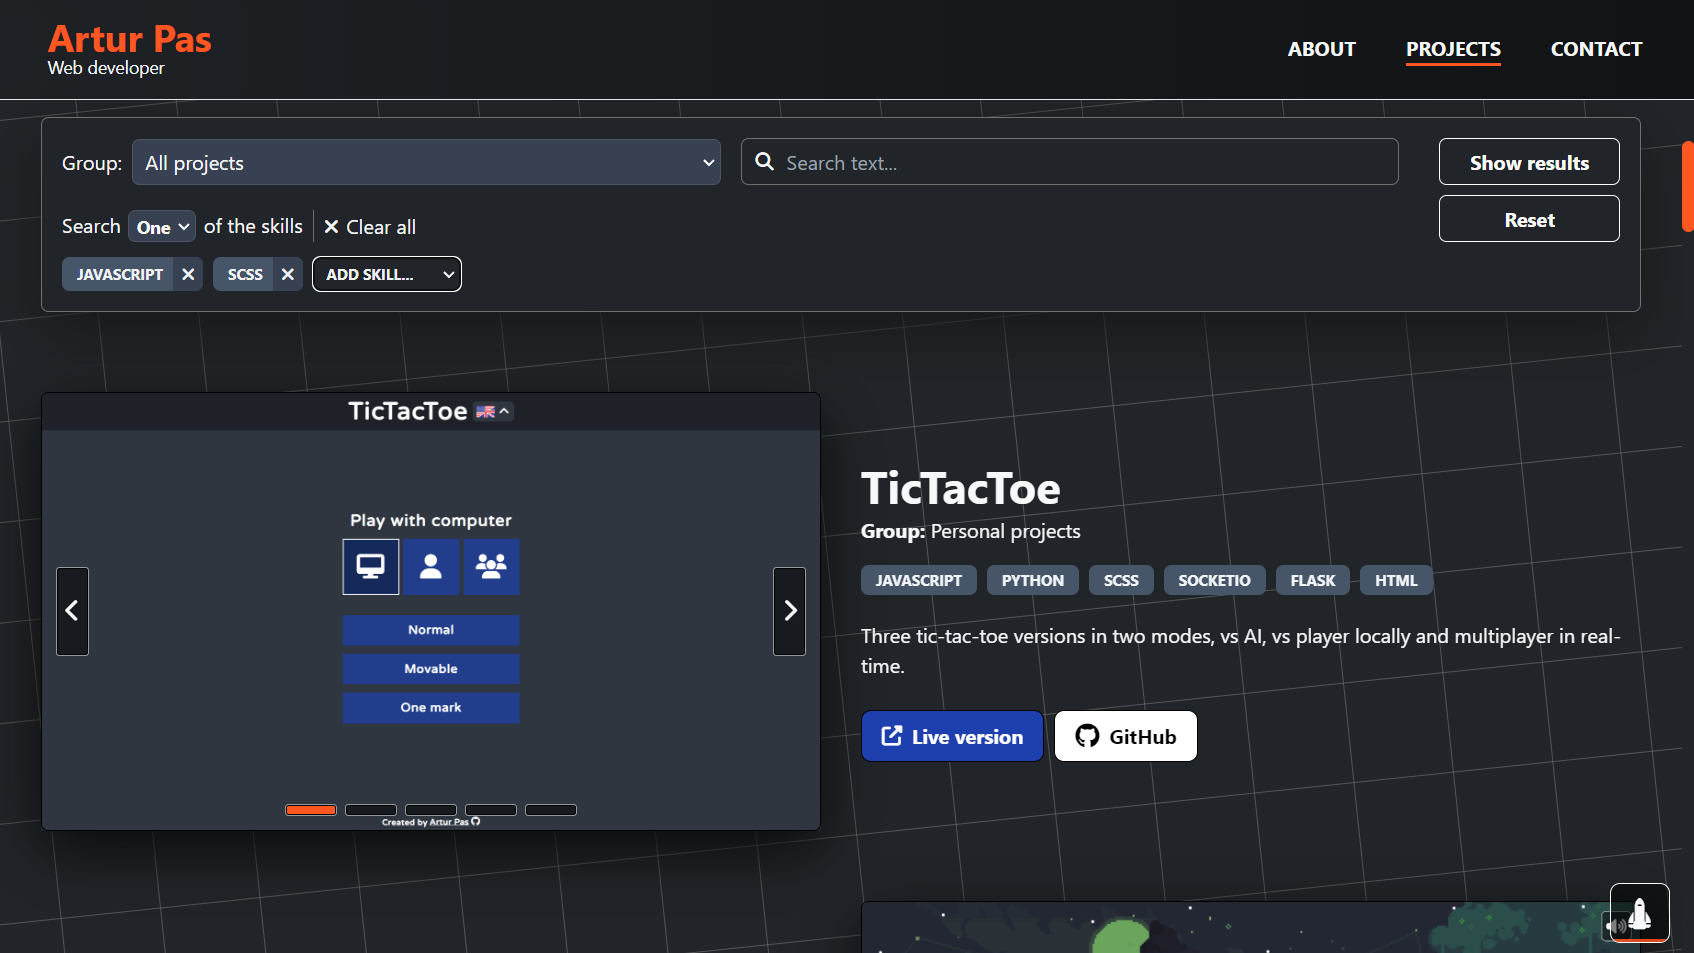 Artur Pas
Web developer
ABOUT PROJECTS CONTACT
Group: All projects Search text... Show results
Reset
Search One of the skills Clear all
JAVASCRIPT SCSS ADD SKILL...
TicTacToe
Play with computer
Normal
Movable
One mark
Created by Artur Pas
TicTacToe
Group: Personal projects
JAVASCRIPT PYTHON SCSS SOCKETIO FLASK HTML
Three tic-tac-toe versions in two modes, vs AI, vs player locally and multiplayer in real-
time.
Live version GitHub